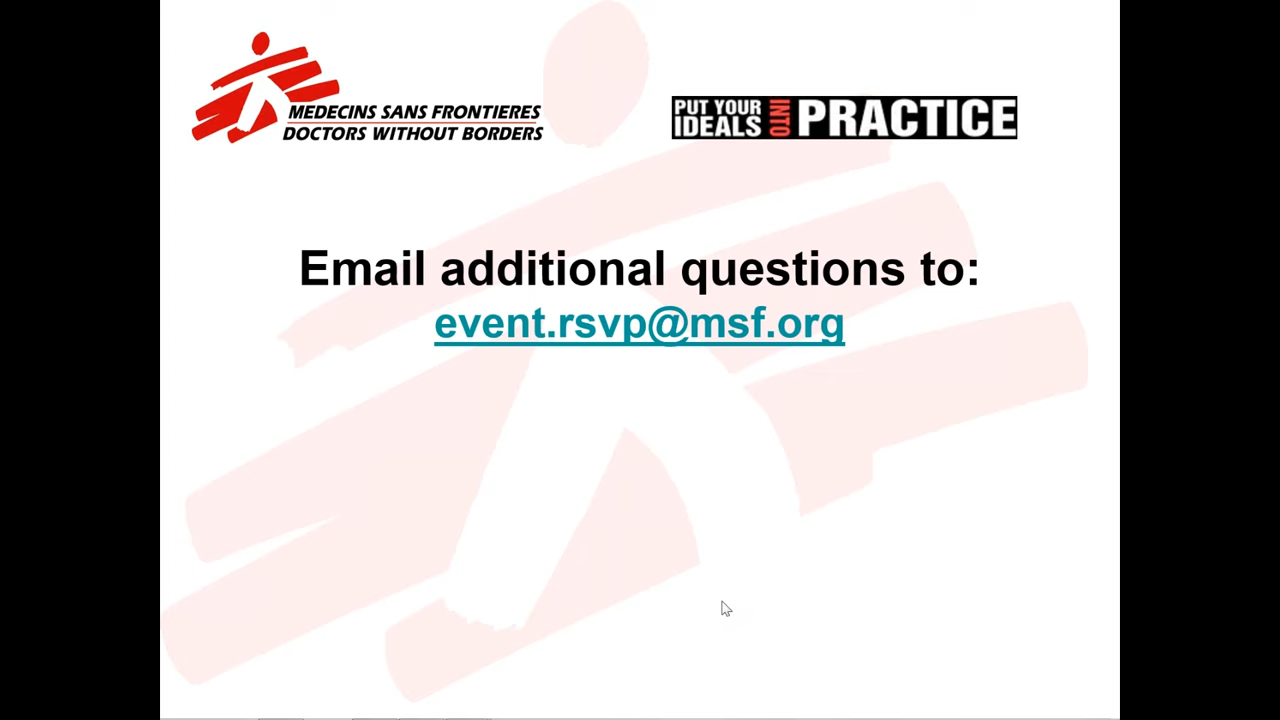 MEDECINS SANS FRONTIERES
DOCTORS WITHOUT BORDERS
PUT YOUR IDEALS INTO PRACTICE
Email additional questions to:
event.rsvp@msf.org